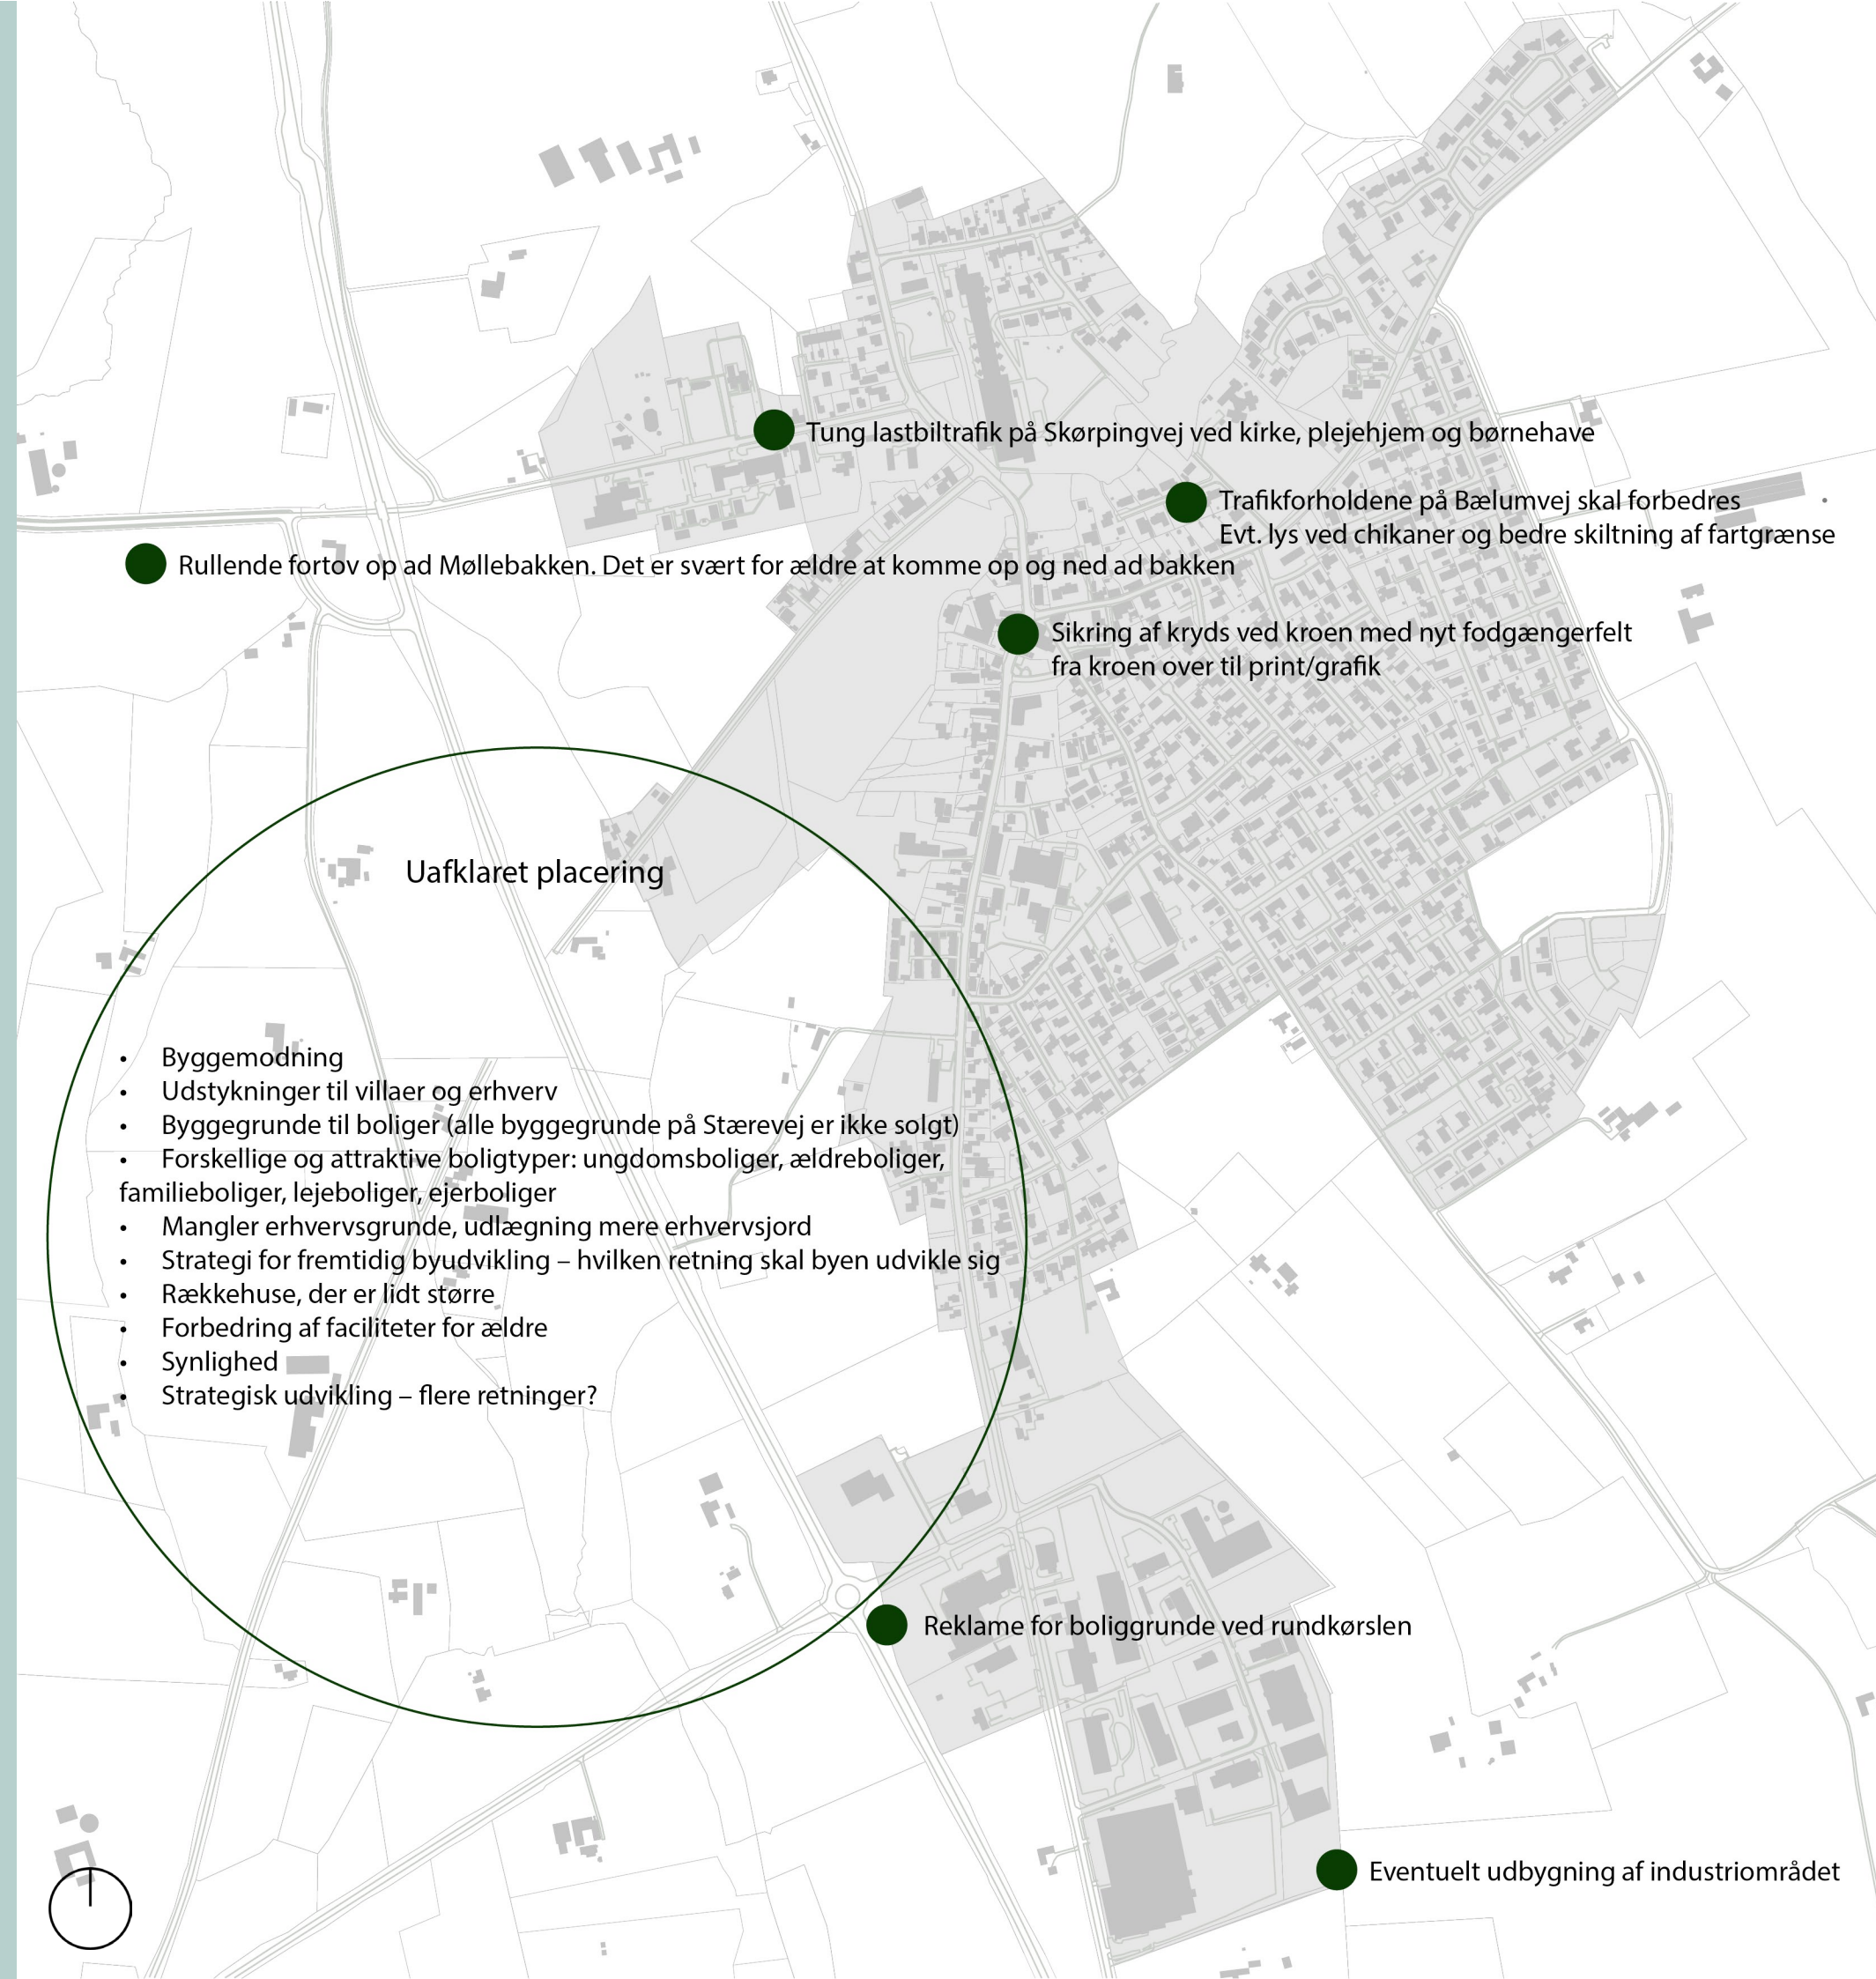 Tung lastbiltrafik på Skørpingvej ved kirke, plejehjem og børnehave
Trafikforholdene på Bælumvej skal forbedres
Evt. lys ved chikaner og bedre skiltning af fartgrænse
Rullende fortov op ad Møllebakken. Det er svært for ældre at komme op og ned ad bakken
Sikring af kryds ved kroen med nyt fodgængerfelt
fra kroen over til print/grafik
Uafklaret placering
• Byggemodning
• Udstykninger til villaer og erhverv
• Byggegrunde til boliger (alle byggegrunde på Stærevej er ikke solgt)
• Forskellige og attraktive boligtyper: ungdomsboliger, ældreboliger,
familieboliger, lejeboliger, ejerboliger
• Mangler erhvervsgrunde, udlægning mere erhvervsjord
• Strategi for fremtidig byudvikling – hvilken retning skal byen udvikle sig
• Rækkehuse, der er lidt større
• Forbedring af faciliteter for ældre
• Synlighed
• Strategisk udvikling – flere retninger?
Reklame for boliggrunde ved rundkørslen
Eventuelt udbygning af industriområdet